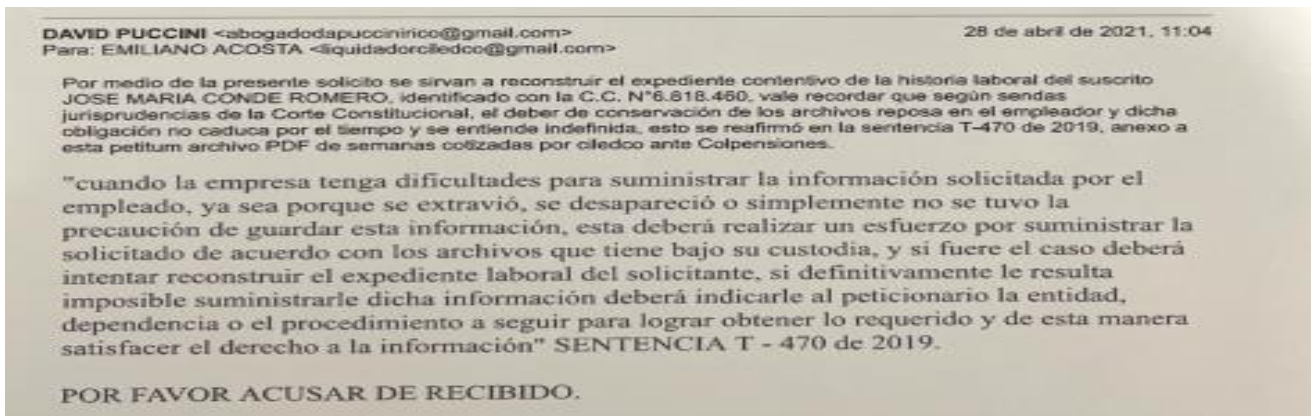 DAVID PUCCINI <abogadodapuccinirico@gmail.com> 28 de abril de 2021, 11:04
Para: EMILIANO ACOSTA <liquidadorciledco@gmail.com>
Por medio de la presente solicito se sirvan a reconstruir el expediente contentivo de la historia laboral del suscrito
JOSE MARIA CONDE ROMERO, identificado con la C.C. N°6.818.460, vale recordar que según sendas
jurisprudencias de la Corte Constitucional, el deber de conservación de los archivos reposa en el empleador y dicha
obligación no caduca por el tiempo y se entiende indefinida, esto se reafirmó en la sentencia T-470 de 2019, anexo a
esta petitum archivo PDF de semanas cotizadas por ciledco ante Colpensiones.
"cuando la empresa tenga dificultades para suministrar la información solicitada por el
empleado, ya sea porque se extravió, se desapareció o simplemente no se tuvo la
precaución de guardar esta información, esta deberá realizar un esfuerzo por suministrar la
solicitado de acuerdo con los archivos que tiene bajo su custodia, y si fuere el caso deberá
intentar reconstruir el expediente laboral del solicitante, si definitivamente le resulta
imposible suministrarle dicha información deberá indicarle al peticionario la entidad,
dependencia o el procedimiento a seguir para lograr obtener lo requerido y de esta manera
satisfacer el derecho a la información" SENTENCIA T - 470 de 2019.
POR FAVOR ACUSAR DE RECIBIDO.